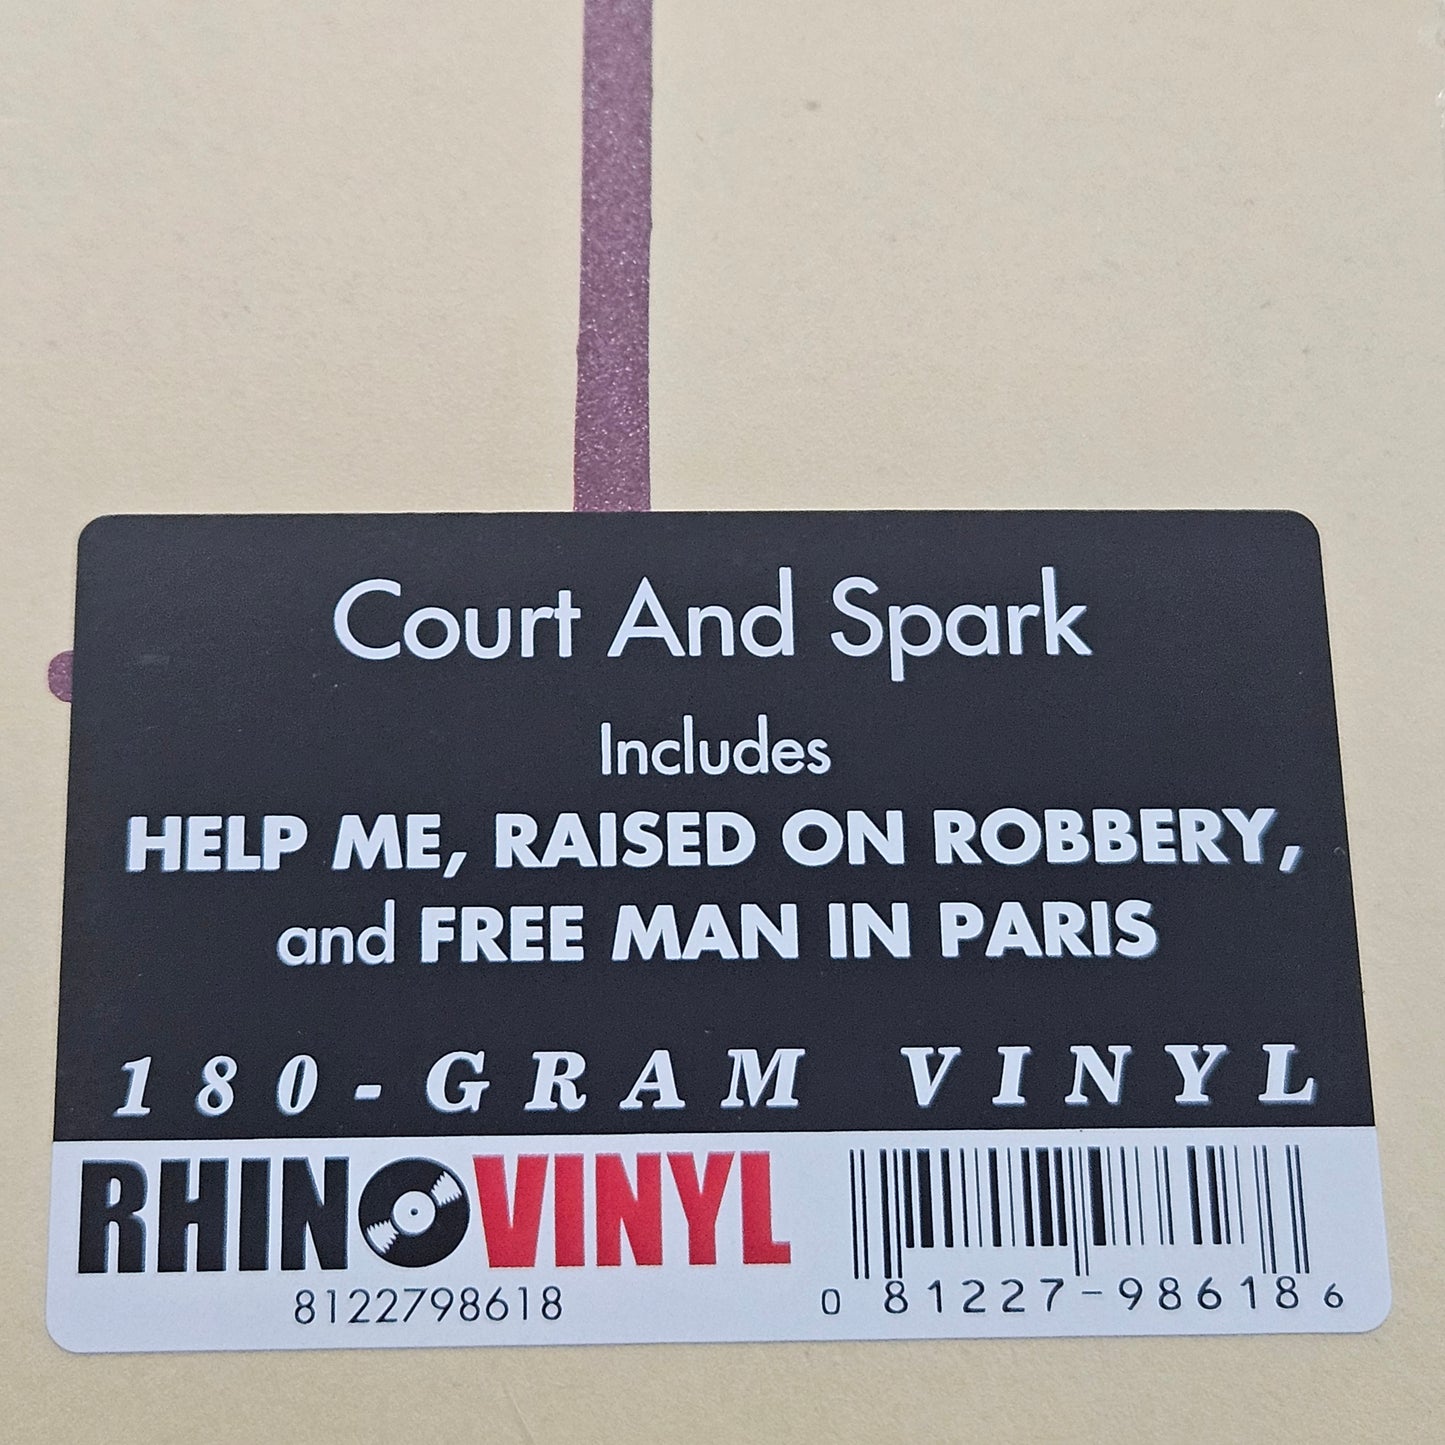 Court And Spark
Includes
HELP ME, RAISED ON ROBBERY,
and FREE MAN IN PARIS
180-GRAM VINYL
RHINO VINYL
8122798618
0 81227-98618 6